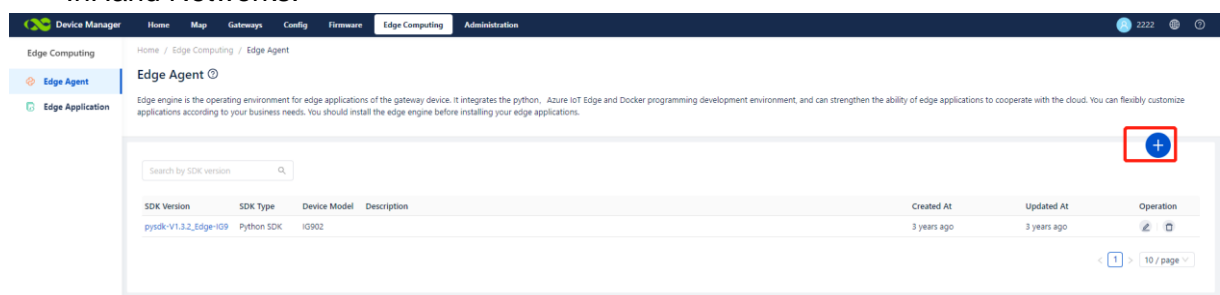 InHand Networks.
Device Manager Home Map Gateways Config Firmware Edge Computing Administration 2222
Edge Computing
Edge Agent
Edge Application
Home / Edge Computing / Edge Agent
Edge Agent
Edge engine is the operating environment for edge applications of the gateway device. It integrates the python、Azure IoT Edge and Docker programming development environment, and can strengthen the ability of edge applications to cooperate with the cloud. You can flexibly customize
applications according to your business needs. You should install the edge engine before installing your edge applications.
Search by SDK version
SDK Version SDK Type Device Model Description Created At Updated At Operation
pysdk-V1.3.2_Edge-IG9 Python SDK IG902 3 years ago 3 years ago
< 1 > 10 / page